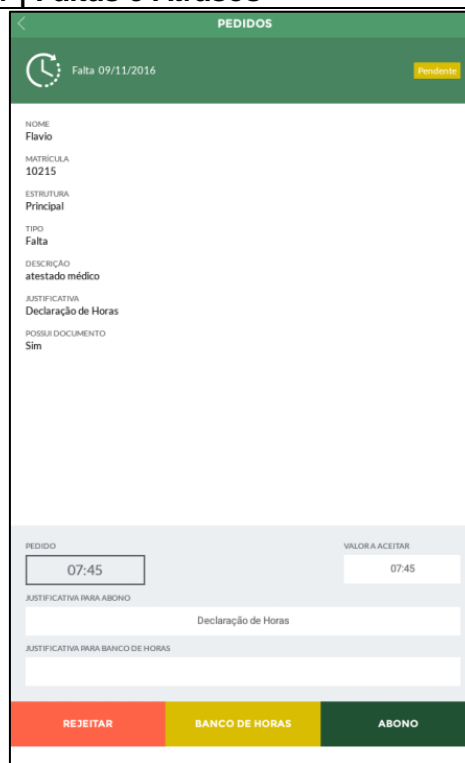 | Faltas e Atrasos
PEDIDOS
Falta 09/11/2016
Pendente
NOME
Flavio
MATRÍCULA
10215
ESTRUTURA
Principal
TIPO
Falta
DESCRIÇÃO
atestado médico
JUSTIFICATIVA
Declaração de Horas
POSSUI DOCUMENTO
Sim
PEDIDO
VALOR A ACEITAR
07:45
07:45
JUSTIFICATIVA PARA ABONO
Declaração de Horas
JUSTIFICATIVA PARA BANCO DE HORAS
REJEITAR
BANCO DE HORAS
ABONO